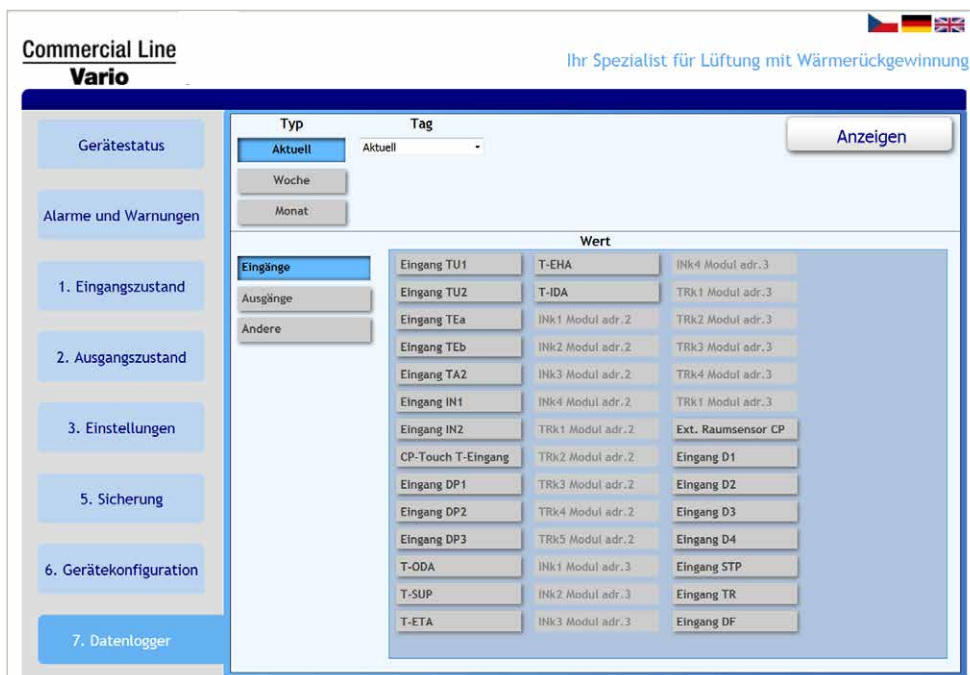 Commercial Line
Vario
Ihr Spezialist für Lüftung mit Wärmerückgewinnung
Gerätestatus
Alarme und Warnungen
1. Eingangszustand
2. Ausgangszustand
3. Einstellungen
5. Sicherung
6. Gerätekonfiguration
7. Datenlogger
Typ
Tag
Aktuell
Aktuell
Anzeigen
Woche
Monat
Wert
Eingänge
Ausgänge
Andere
Eingang TU1
Eingang TU2
Eingang TEa
Eingang TEb
Eingang TA2
Eingang IN1
Eingang IN2
CP-Touch T-Eingang
Eingang DP1
Eingang DP2
Eingang DP3
T-ODA
T-SUP
T-ETA
T-EHA
T-IDA
INk1 Modul adr.2
INk2 Modul adr.2
INk3 Modul adr.2
INk4 Modul adr.2
TRk1 Modul adr.2
TRk2 Modul adr.2
TRk3 Modul adr.2
TRk4 Modul adr.2
TRk5 Modul adr.2
INk1 Modul adr.3
INk2 Modul adr.3
INk3 Modul adr.3
INk4 Modul adr.3
TRk1 Modul adr.3
TRk2 Modul adr.3
TRk3 Modul adr.3
TRk4 Modul adr.3
TRk1 Modul adr.3
Ext. Raumsensor CP
Eingang D1
Eingang D2
Eingang D3
Eingang D4
Eingang STP
Eingang TR
Eingang DF